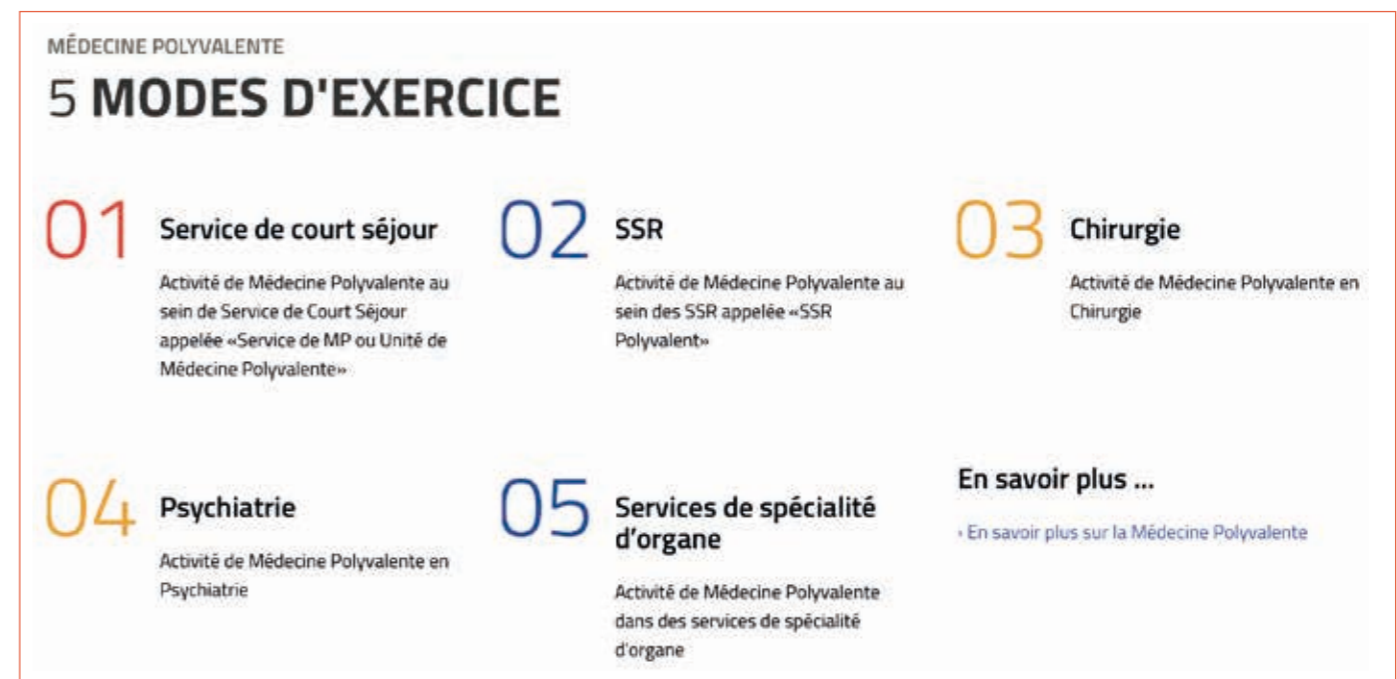 MÉDECINE POLYVALENTE
5 MODES D'EXERCICE
01
Service de court séjour
Activité de Médecine Polyvalente au
sein de Service de Court Séjour
appelée «Service de MP ou Unité de
Médecine Polyvalente»
02
SSR
Activité de Médecine Polyvalente au
sein des SSR appelée «SSR
Polyvalent»
03
Chirurgie
Activité de Médecine Polyvalente en
Chirurgie
04
Psychiatrie
Activité de Médecine Polyvalente en
Psychiatrie
05
Services de spécialité
d'organe
Activité de Médecine Polyvalente
dans des services de spécialité
d'organe
En savoir plus ...
› En savoir plus sur la Médecine Polyvalente